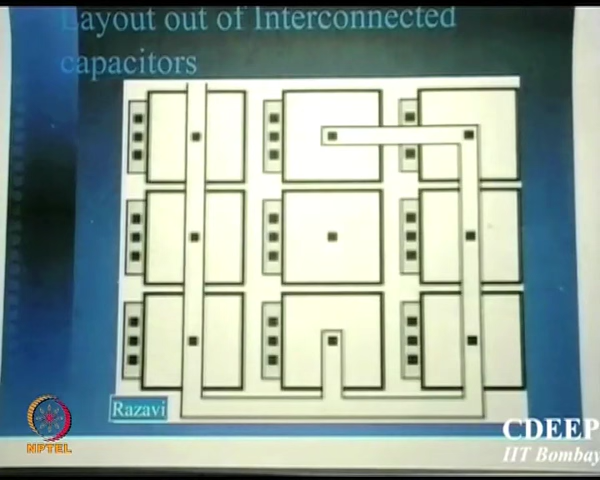 Layout out of Interconnected
capacitors
Razavi
NPTEL
CDEEP
IIT Bombay